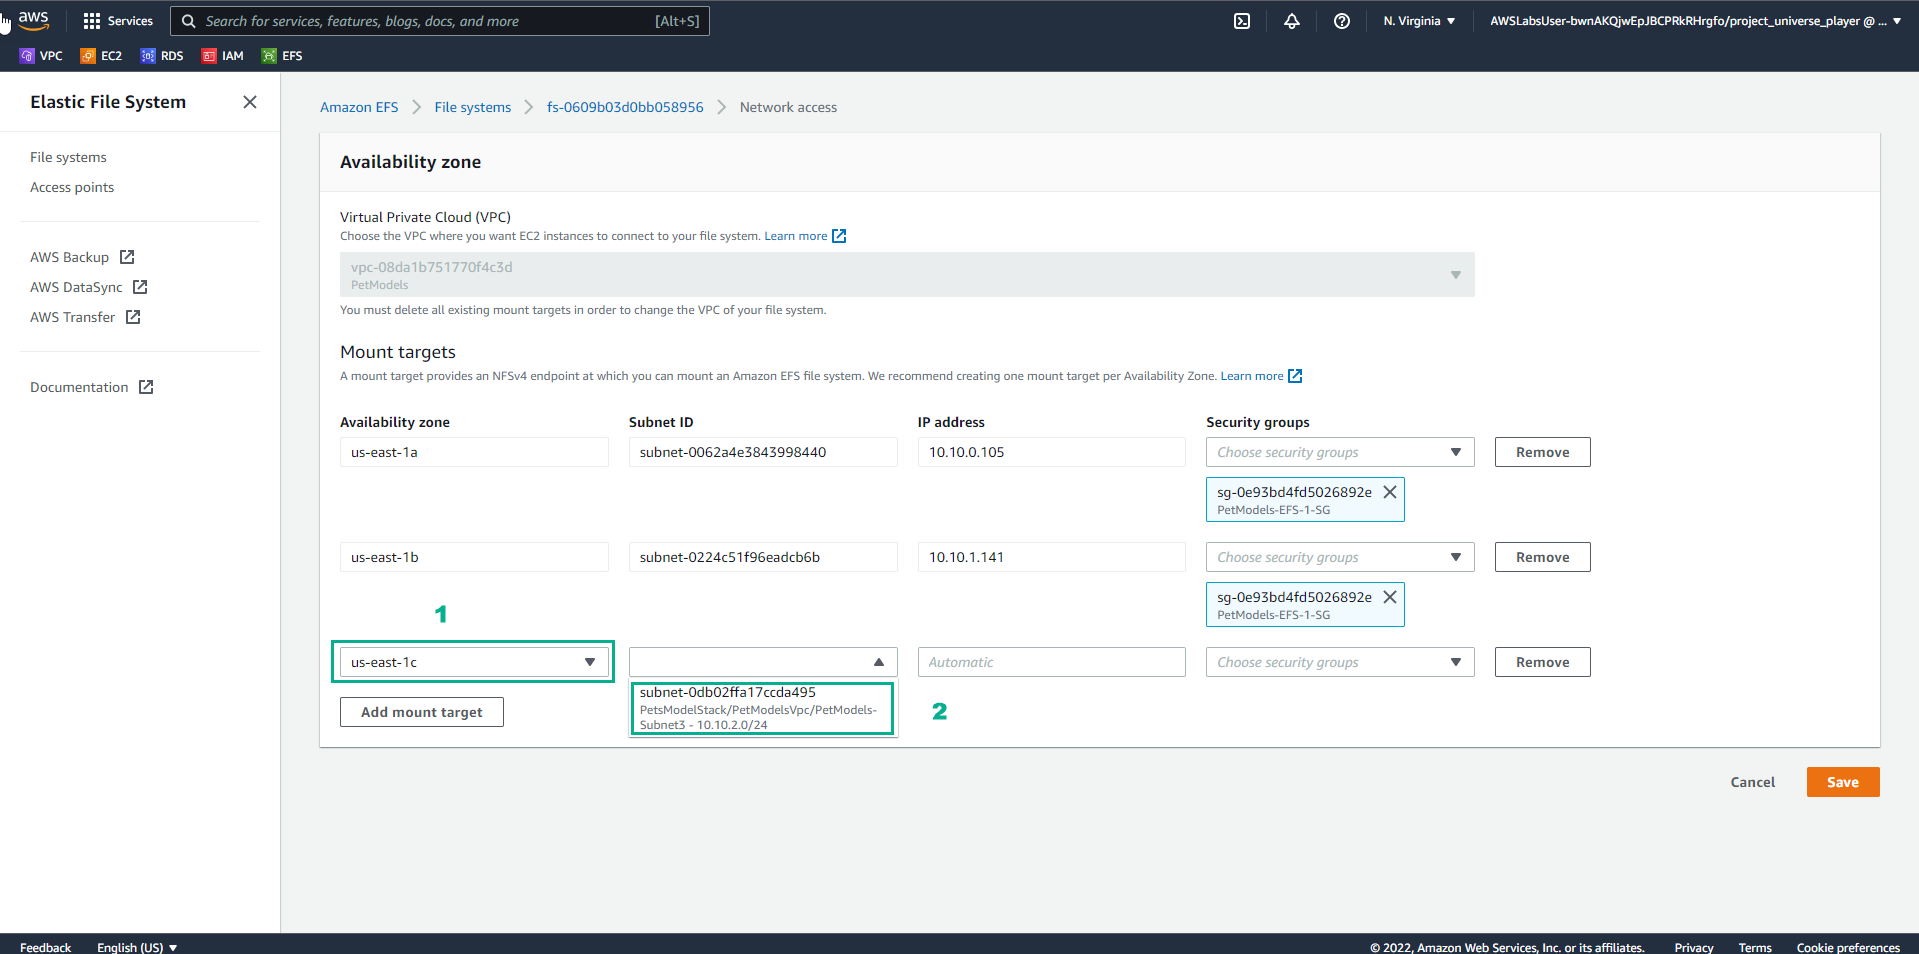 aws
Services
Search for services, features, blogs, docs, and more
[Alt+S]
N. Virginia
AWSLabsUser-bwnAKQjwEpJBCPRkRHrgfo/project_universe_player @ ...
VPC
EC2
RDS
IAM
EFS
Elastic File System
File systems
Access points
AWS Backup
AWS DataSync
AWS Transfer
Documentation
Amazon EFS
File systems
fs-0609b03d0bb058956
Network access
Availability zone
Virtual Private Cloud (VPC)
Choose the VPC where you want EC2 instances to connect to your file system. Learn more
vpc-08da1b751770f4c3d
PetModels
You must delete all existing mount targets in order to change the VPC of your file system.
Mount targets
A mount target provides an NFSv4 endpoint at which you can mount an Amazon EFS file system. We recommend creating one mount target per Availability Zone. Learn more
Availability zone
Subnet ID
IP address
Security groups
us-east-1a
subnet-0062a4e3843998440
10.10.0.105
Choose security groups
Remove
sg-0e93bd4fd5026892e
PetModels-EFS-1-SG
us-east-1b
subnet-0224c51f96eadcb6b
10.10.1.141
Choose security groups
Remove
sg-0e93bd4fd5026892e
PetModels-EFS-1-SG
1
us-east-1c
Automatic
Choose security groups
Remove
subnet-0db02ffa17ccda495
PetsModelStack/PetModelsVpc/PetModels-
Subnet3 - 10.10.2.0/24
2
Add mount target
Cancel
Save
Feedback
English (US)
© 2022, Amazon Web Services, Inc. or its affiliates.
Privacy
Terms
Cookie preferences